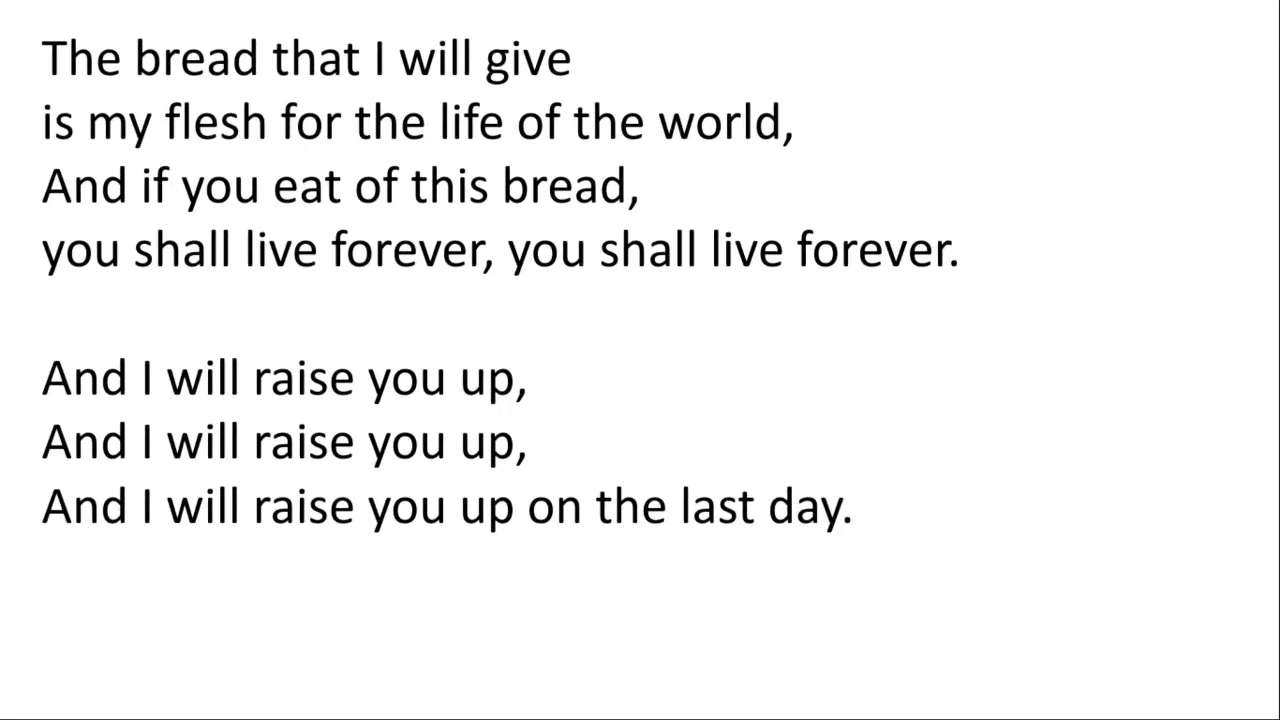 The bread that I will give
is my flesh for the life of the world,
And if you eat of this bread,
you shall live forever, you shall live forever.
And I will raise you up,
And I will raise you up,
And I will raise you up on the last day.